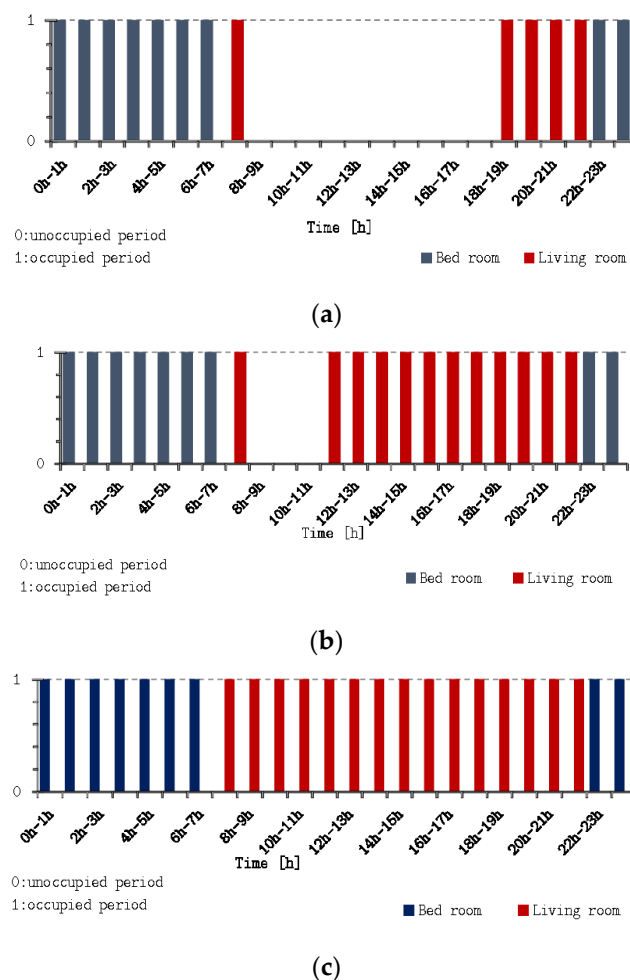 1
0
0h-1h 2h-3h 4h-5h 6h-7h 8h-9h 10h-11h 12h-13h 14h-15h 16h-17h 18h-19h 20h-21h 22h-23h
Time [h]
0:unoccupied period
1:occupied period
Bed room Living room
(a)
1
0
0h-1h 2h-3h 4h-5h 6h-7h 8h-9h 10h-11h 12h-13h 14h-15h 16h-17h 18h-19h 20h-21h 22h-23h
Time [h]
0:unoccupied period
1:occupied period
Bed room Living room
(b)
1
0
0h-1h 2h-3h 4h-5h 6h-7h 8h-9h 10h-11h 12h-13h 14h-15h 16h-17h 18h-19h 20h-21h 22h-23h
Time [h]
0:unoccupied period
1:occupied period
Bed room Living room
(c)